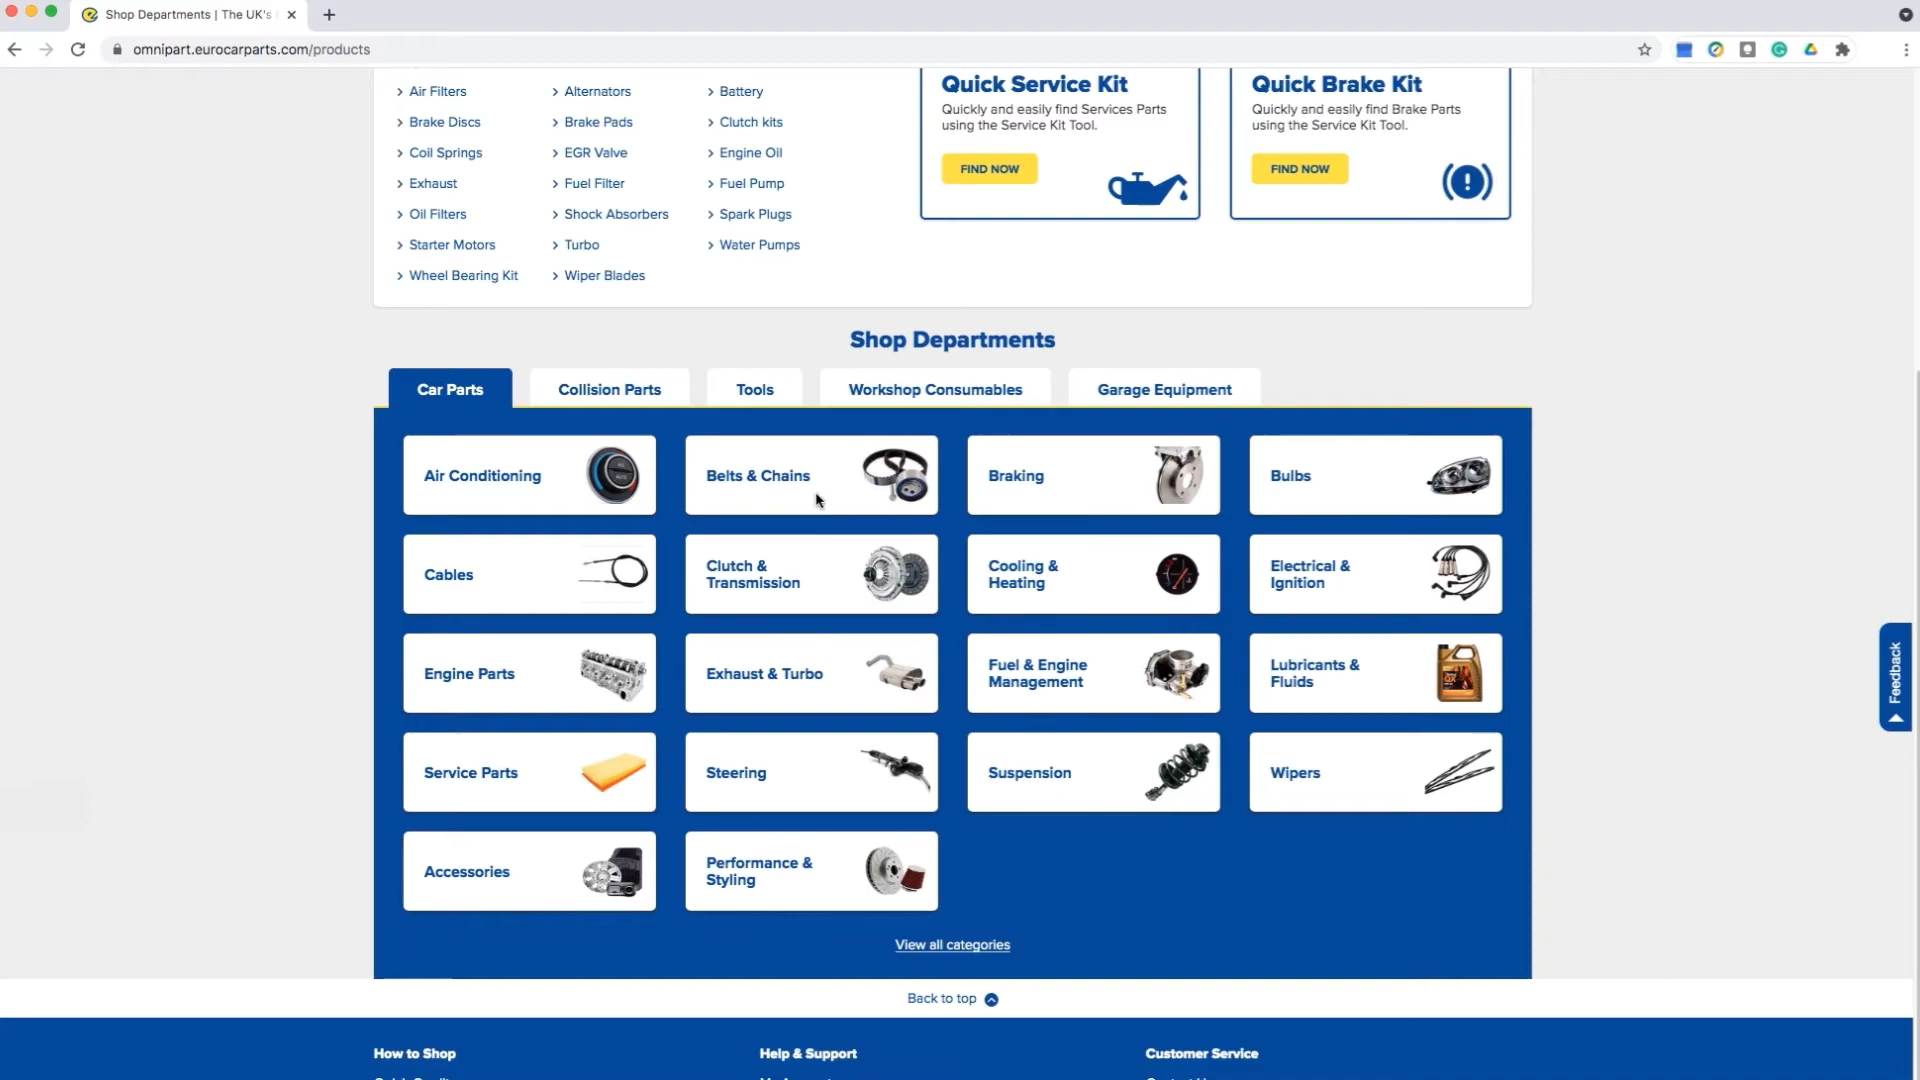 Shop Departments | The UK's
omnipart.eurocarparts.com/products
Air Filters
Alternators
Battery
Brake Discs
Brake Pads
Clutch kits
Coil Springs
EGR Valve
Engine Oil
Exhaust
Fuel Filter
Fuel Pump
Oil Filters
Shock Absorbers
Spark Plugs
Starter Motors
Turbo
Water Pumps
Wheel Bearing Kit
Wiper Blades
Quick Service Kit
Quickly and easily find Services Parts
using the Service Kit Tool.
FIND NOW
Quick Brake Kit
Quickly and easily find Brake Parts
using the Service Kit Tool.
FIND NOW
Shop Departments
Car Parts
Collision Parts
Tools
Workshop Consumables
Garage Equipment
Air Conditioning
Belts & Chains
Braking
Bulbs
Cables
Clutch &
Transmission
Cooling &
Heating
Electrical &
Ignition
Engine Parts
Exhaust & Turbo
Fuel & Engine
Management
Lubricants &
Fluids
Service Parts
Steering
Suspension
Wipers
Accessories
Performance &
Styling
View all categories
Feedback
Back to top
How to Shop
Help & Support
Customer Service